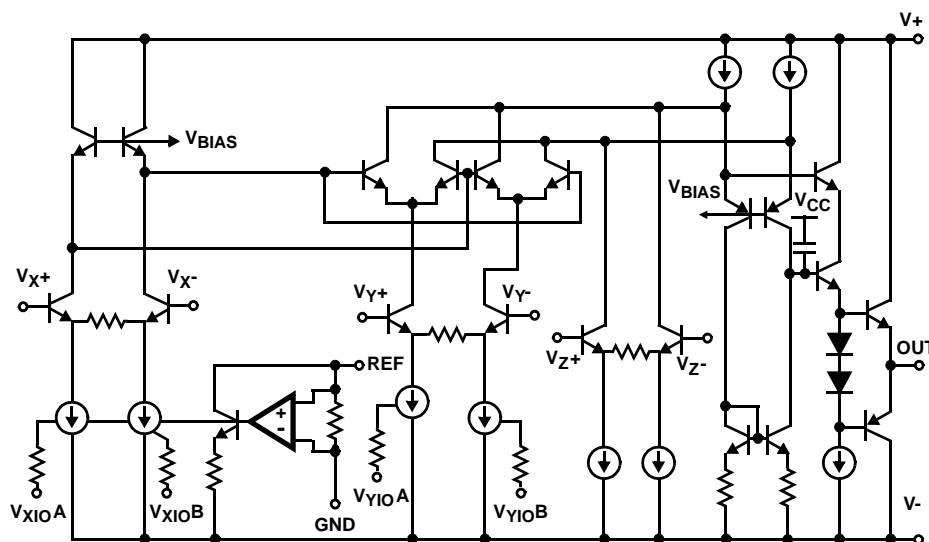 V+
VBIAS
VBIAS
VCC
VX+
VX-
VY+
VY-
VZ+
VZ-
OUT
REF
+
-
VXIOA
VXIOB
GND
VYIOA
VYIOB
V-